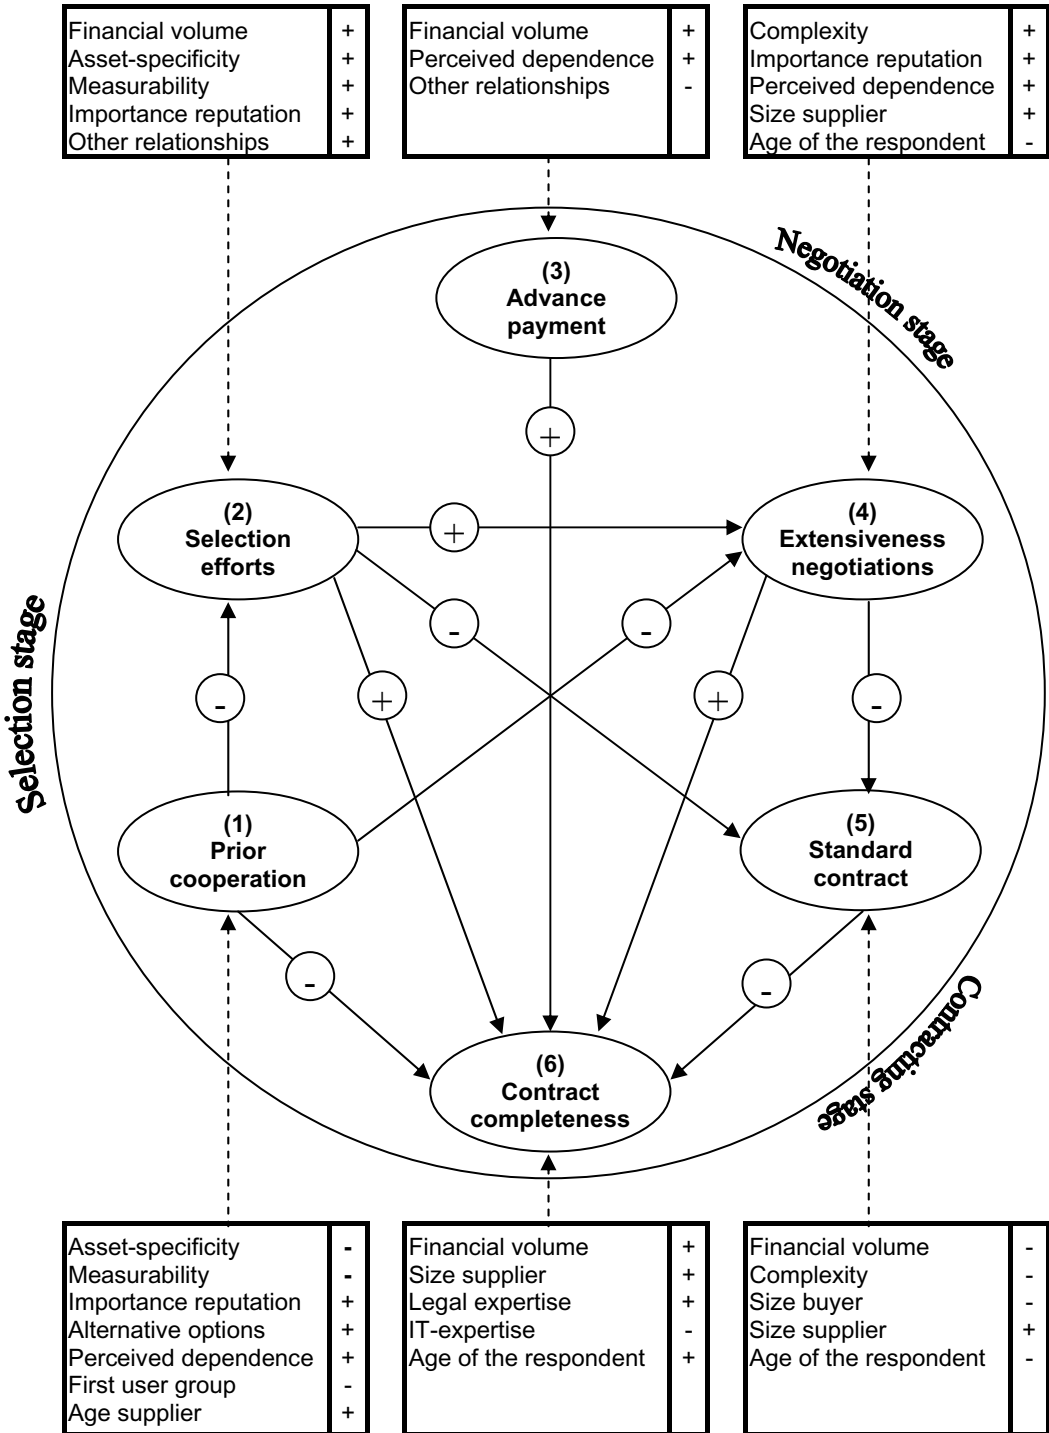 Financial volume +
Asset-specificity +
Measurability +
Importance reputation +
Other relationships +
Financial volume +
Perceived dependence +
Other relationships -
Complexity +
Importance reputation +
Perceived dependence +
Size supplier +
Age of the respondent -
Negotiation stage
(3)
Advance
payment
+
(2)
Selection
efforts
+
(4)
Extensiveness
negotiations
-
-
Selection stage
-
+
+
-
(1)
Prior
cooperation
(5)
Standard
contract
-
-
Contracting stage
(6)
Contract
completeness
Asset-specificity -
Measurability -
Importance reputation +
Alternative options +
Perceived dependence +
First user group -
Age supplier +
Financial volume +
Size supplier +
Legal expertise +
IT-expertise -
Age of the respondent +
Financial volume -
Complexity -
Size buyer -
Size supplier +
Age of the respondent -